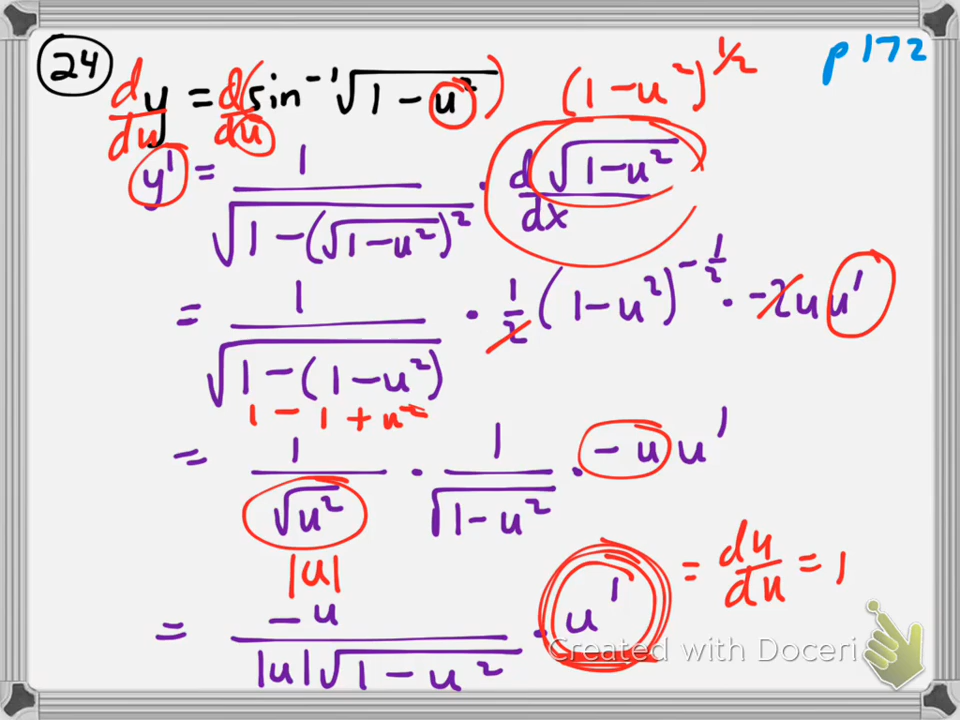 24 p 172
d/du y = d/du (sin⁻¹ √(1 − u²)) (1 − u²)^(1/2)
y' = 1/√(1 − (√(1 − u²))²) · d√(1 − u²)/dx
= 1/√(1 − (1 − u²)) · 1/2 (1 − u²)^(−1/2) · −2u u'
1 − 1 + u²
= 1/√u² · 1/√(1 − u²) · −u u'
|u|
= −u/(|u|√(1 − u²)) · u' = du/du = 1
Created with Doceri